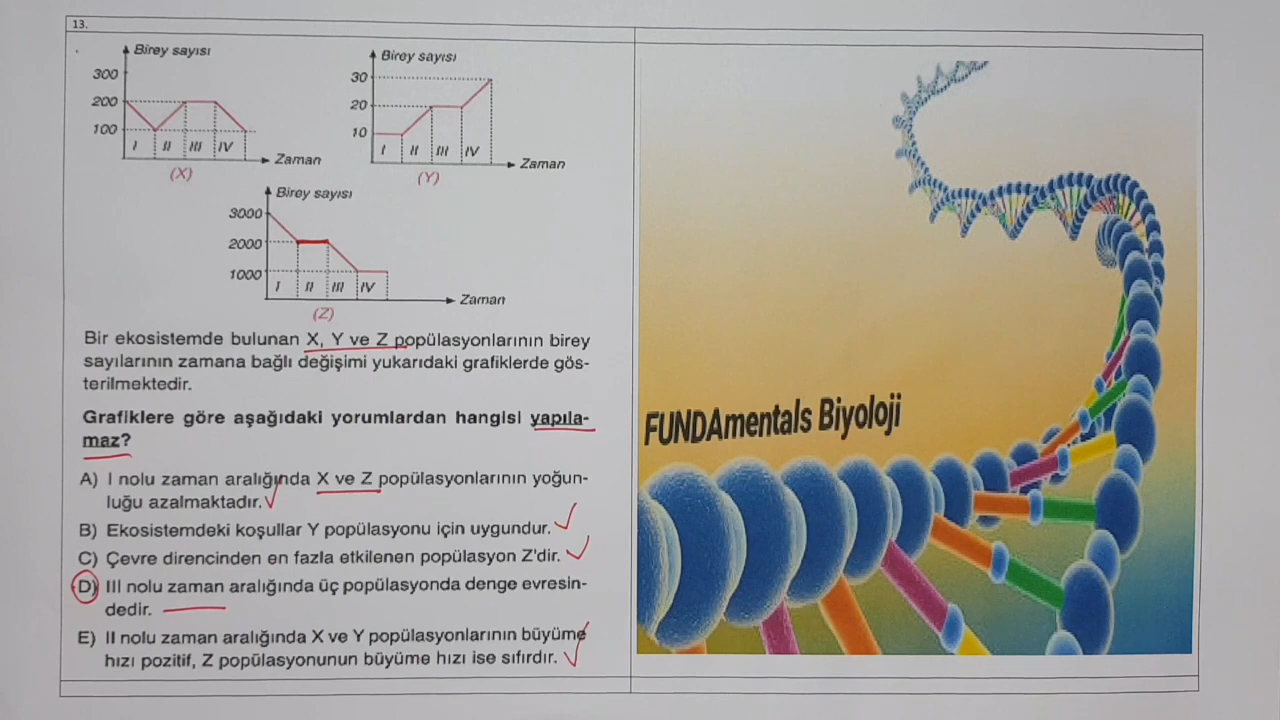 13.
Birey sayısı
300
200
100
I II III IV
Zaman
(X)
Birey sayısı
30
20
10
I II III IV
Zaman
(Y)
Birey sayısı
3000
2000
1000
I II III IV
Zaman
(Z)
Bir ekosistemde bulunan X, Y ve Z popülasyonlarının birey
sayılarının zamana bağlı değişimi yukarıdaki grafiklerde gös-
terilmektedir.
Grafiklere göre aşağıdaki yorumlardan hangisi yapıla-
maz?
A) I nolu zaman aralığında X ve Z popülasyonlarının yoğun-
luğu azalmaktadır.
B) Ekosistemdeki koşullar Y popülasyonu için uygundur.
C) Çevre direncinden en fazla etkilenen popülasyon Z'dir.
D) III nolu zaman aralığında üç popülasyonda denge evresin-
dedir.
E) II nolu zaman aralığında X ve Y popülasyonlarının büyüme
hızı pozitif, Z popülasyonunun büyüme hızı ise sıfırdır.
FUNDAmentals Biyoloji